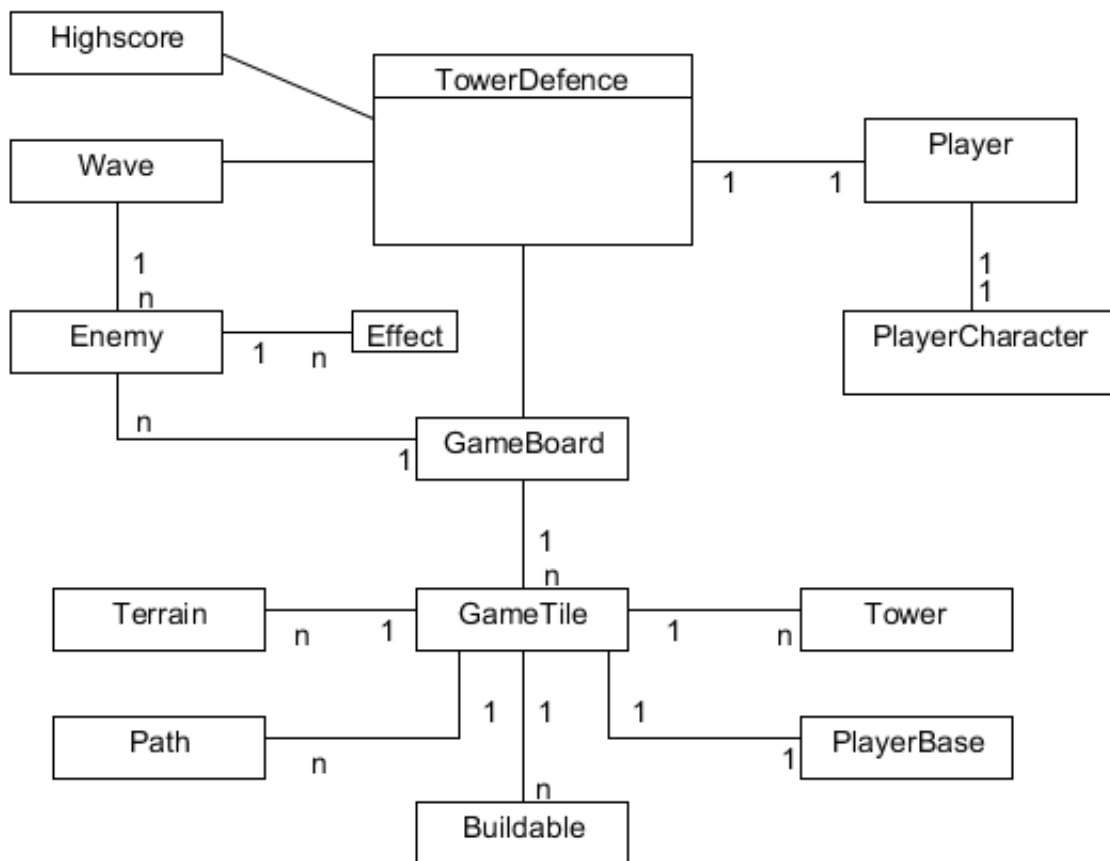 Highscore
TowerDefence
Wave
Player
1
1
1
n
1
1
Enemy
Effect
1
n
PlayerCharacter
n
1
GameBoard
1
n
Terrain
n
1
GameTile
1
n
Tower
Path
n
1
1
1
1
PlayerBase
n
Buildable